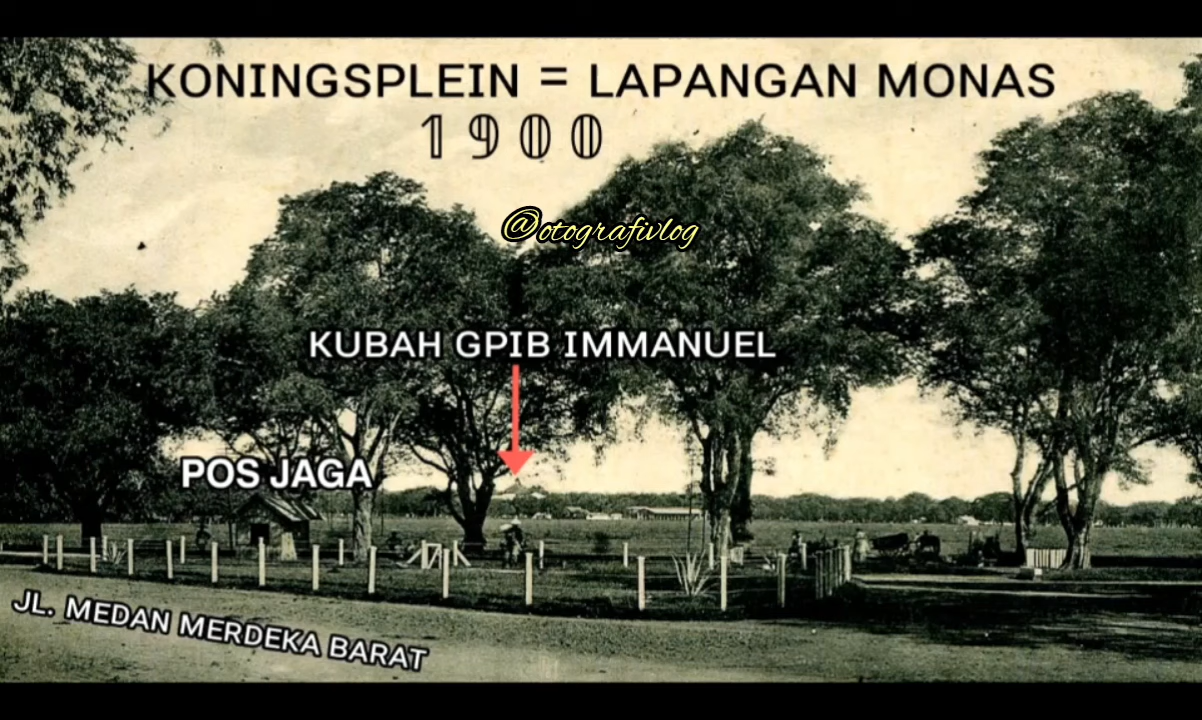 KONINGSPLEIN = LAPANGAN MONAS
1900
@otografivlog
KUBAH GPIB IMMANUEL
POS JAGA
JL. MEDAN MERDEKA BARAT